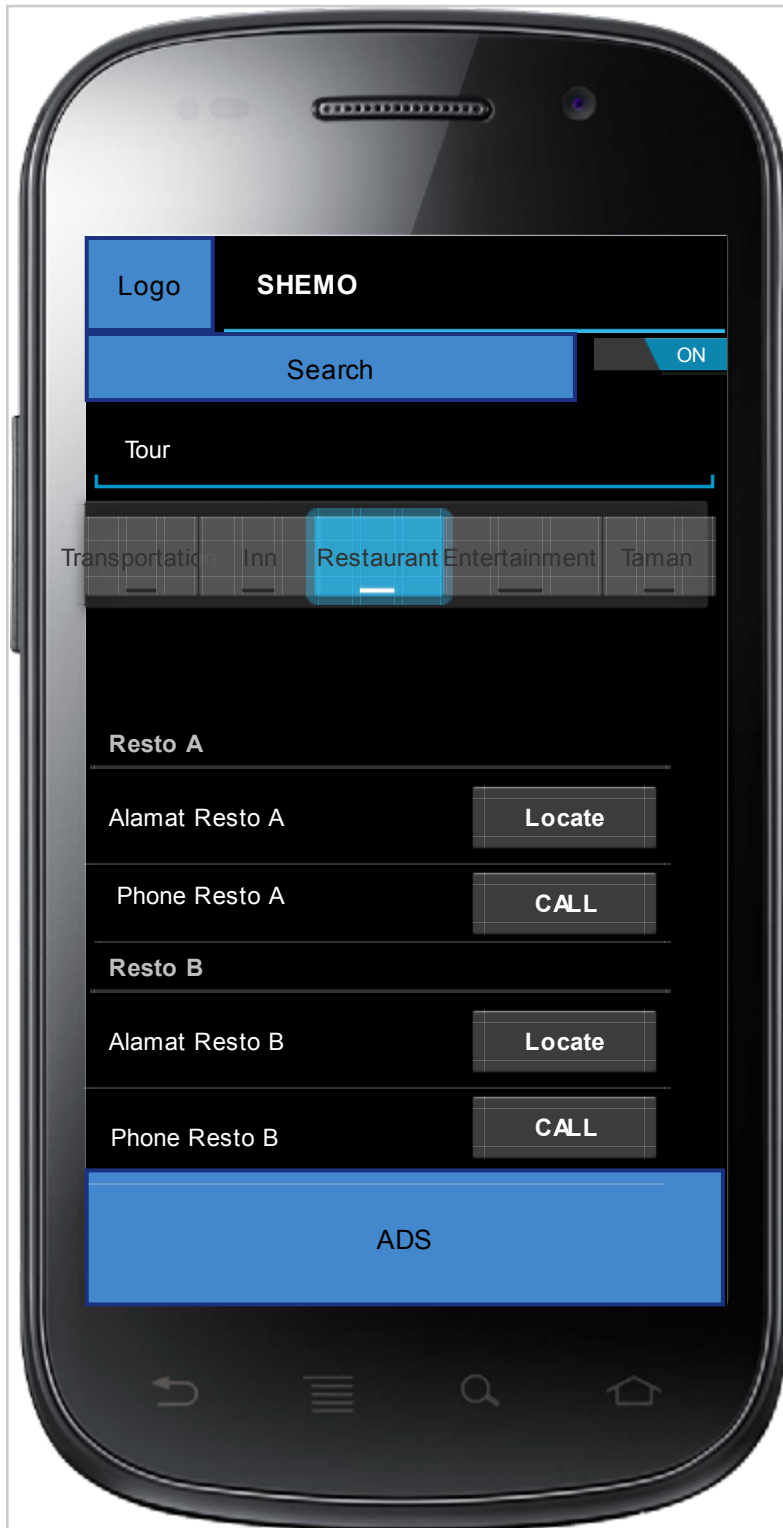 Logo
SHEMO
Search
ON
Tour
Transportation Inn Restaurant Entertainment Taman
Resto A
Alamat Resto A
Locate
Phone Resto A
CALL
Resto B
Alamat Resto B
Locate
Phone Resto B
CALL
ADS